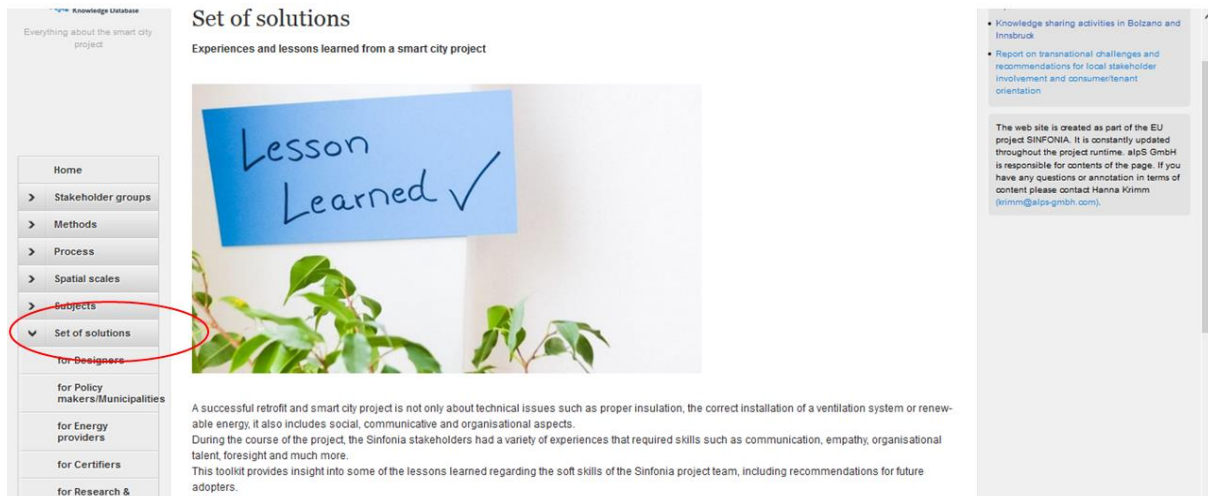 Knowledge Database
Everything about the smart city
project
Home
Stakeholder groups
Methods
Process
Spatial scales
Subjects
Set of solutions
for Designers
for Policy
makers/Municipalities
for Energy
providers
for Certifiers
for Research &
Set of solutions
Experiences and lessons learned from a smart city project
Lesson
Learned
A successful retrofit and smart city project is not only about technical issues such as proper insulation, the correct installation of a ventilation system or renew-
able energy, it also includes social, communicative and organisational aspects.
During the course of the project, the Sinfonia stakeholders had a variety of experiences that required skills such as communication, empathy, organisational
talent, foresight and much more.
This toolkit provides insight into some of the lessons learned regarding the soft skills of the Sinfonia project team, including recommendations for future
adopters.
Knowledge sharing activities in Bolzano and
Innsbruck
Report on transnational challenges and
recommendations for local stakeholder
involvement and consumer/tenant
orientation
The web site is created as part of the EU
project SINFONIA. It is constantly updated
throughout the project runtime. alpS GmbH
is responsible for contents of the page. If you
have any questions or annotation in terms of
content please contact Hanna Krimm
(krimm@alps-gmbh.com).